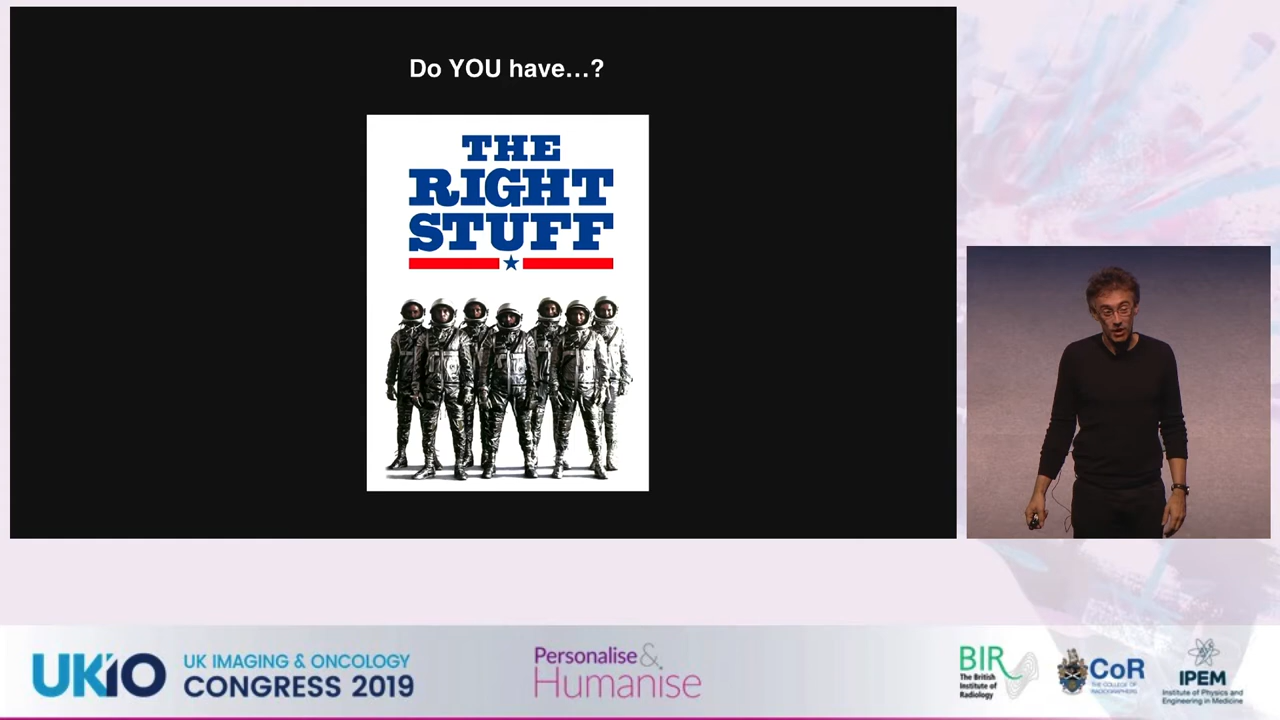 Do YOU have...?
THE
RIGHT
STUFF
UKIO
UK IMAGING & ONCOLOGY
CONGRESS 2019
Personalise &
Humanise
BIR
The British
Institute of
Radiology
CoR
THE COLLEGE OF
RADIOGRAPHERS
IPEM
Institute of Physics and
Engineering in Medicine